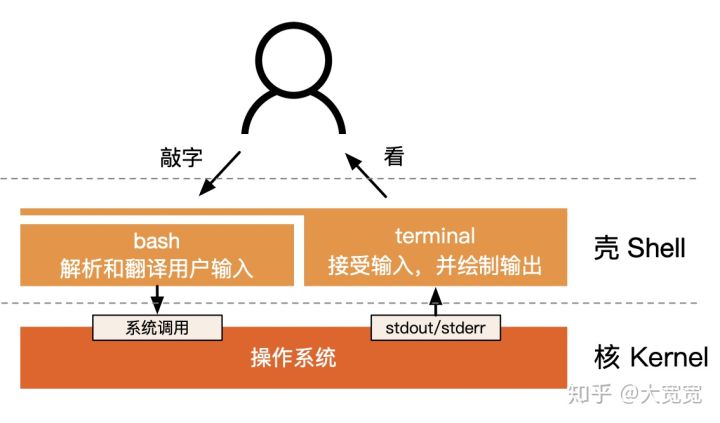 敲字
看
bash
解析和翻译用户输入
terminal
接受输入，并绘制输出
壳 Shell
系统调用
stdout/stderr
操作系统
核 Kernel
知乎 @大宽宽